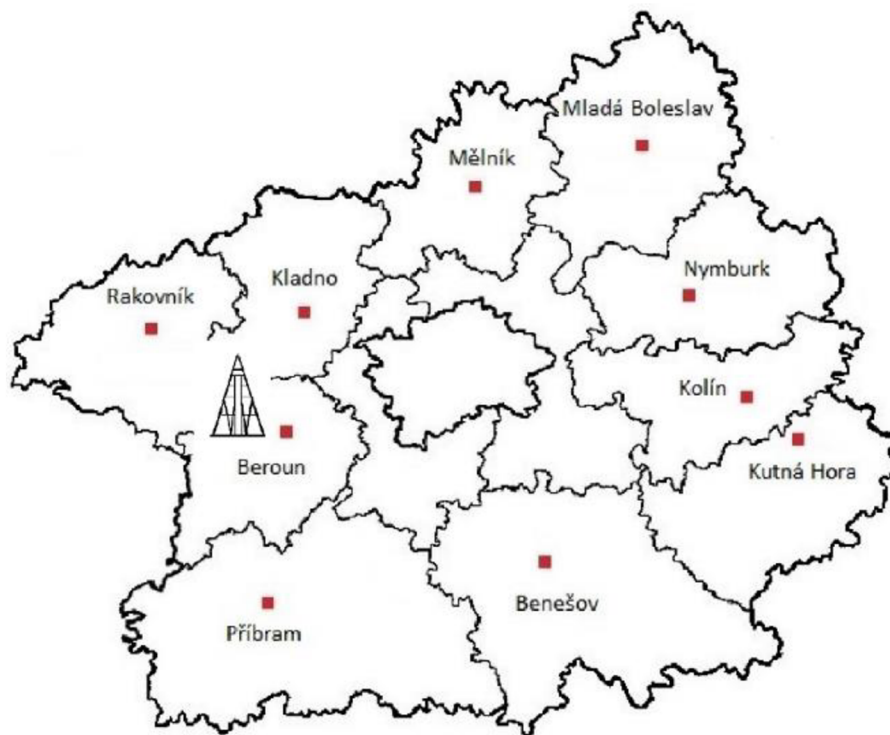 Mladá Boleslav
Mělník
Nymburk
Kladno
Rakovník
Kolín
Beroun
Kutná Hora
Benešov
Příbram